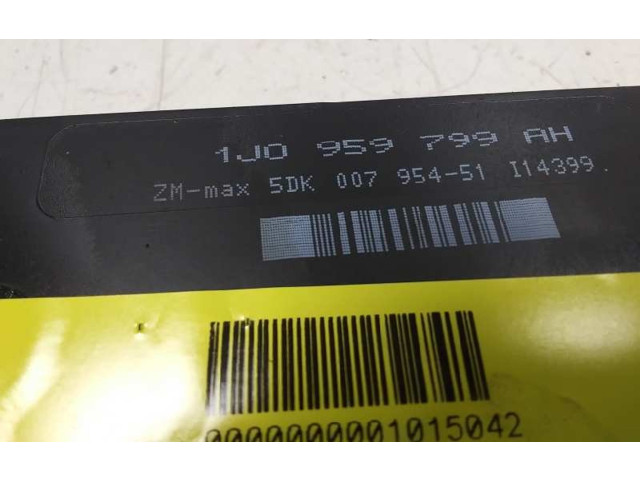 1J0 959 799 AH
ZM-max 5DK 007 954-51 I14399.
0000000001015042